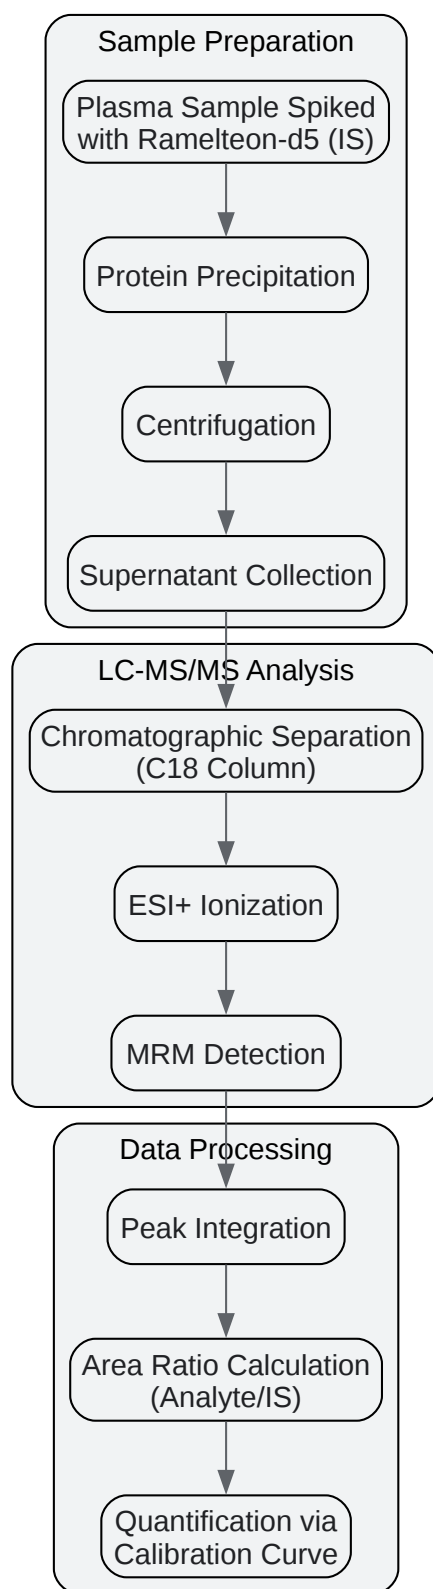 Sample Preparation
Plasma Sample Spiked
with Ramelteon-d5 (IS)
Protein Precipitation
Centrifugation
Supernatant Collection
LC-MS/MS Analysis
Chromatographic Separation
(C18 Column)
ESI+ Ionization
MRM Detection
Data Processing
Peak Integration
Area Ratio Calculation
(Analyte/IS)
Quantification via
Calibration Curve